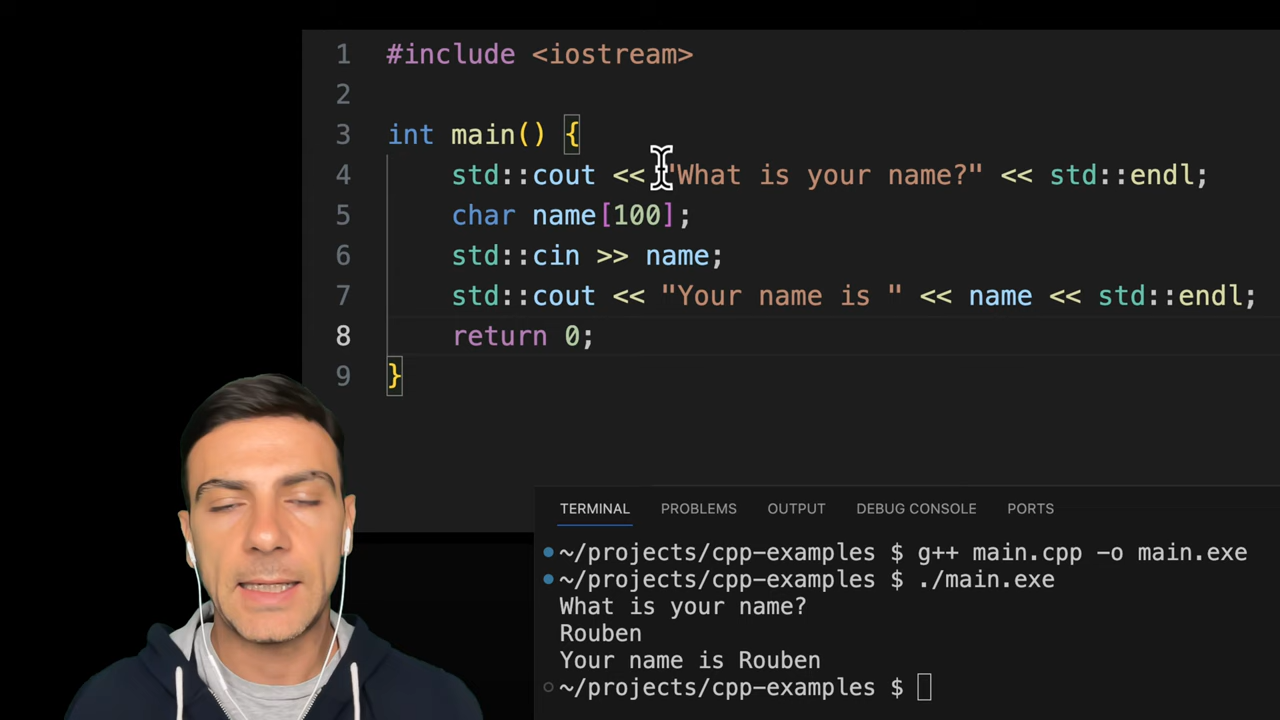 1 #include <iostream>
2
3 int main() {
4 std::cout << "What is your name?" << std::endl;
5 char name[100];
6 std::cin >> name;
7 std::cout << "Your name is " << name << std::endl;
8 return 0;
9 }
TERMINAL PROBLEMS OUTPUT DEBUG CONSOLE PORTS
~/projects/cpp-examples $ g++ main.cpp -o main.exe
~/projects/cpp-examples $ ./main.exe
What is your name?
Rouben
Your name is Rouben
~/projects/cpp-examples $